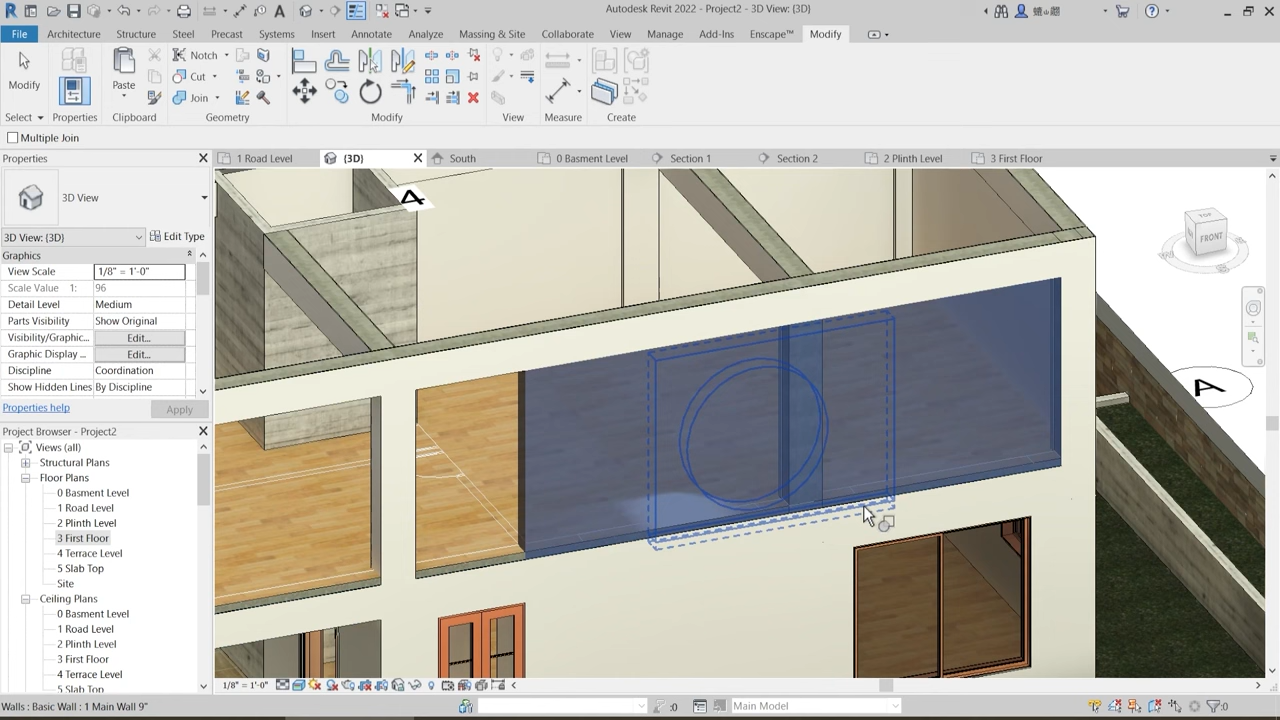 Autodesk Revit 2022 - Project2 - 3D View: {3D}
File Architecture Structure Steel Precast Systems Insert Annotate Analyze Massing & Site Collaborate View Manage Add-Ins Enscape™ Modify
Notch
Cut
Join
Modify
Paste
Select Properties Clipboard Geometry Modify View Measure Create
Multiple Join
Properties
1 Road Level {3D} South 0 Basment Level Section 1 Section 2 2 Plinth Level 3 First Floor
3D View
3D View: {3D} Edit Type
Graphics
View Scale 1/8" = 1'-0"
Scale Value 1: 96
Detail Level Medium
Parts Visibility Show Original
Visibility/Graphic... Edit...
Graphic Display ... Edit...
Discipline Coordination
Show Hidden Lines By Discipline
Properties help Apply
Project Browser - Project2
Views (all)
Structural Plans
Floor Plans
0 Basment Level
1 Road Level
2 Plinth Level
3 First Floor
4 Terrace Level
5 Slab Top
Site
Ceiling Plans
0 Basment Level
1 Road Level
2 Plinth Level
3 First Floor
4 Terrace Level
5 Slab Top
A
TOP
FRONT
A
1/8" = 1'-0"
Walls : Basic Wall : 1 Main Wall 9" :0 Main Model :0